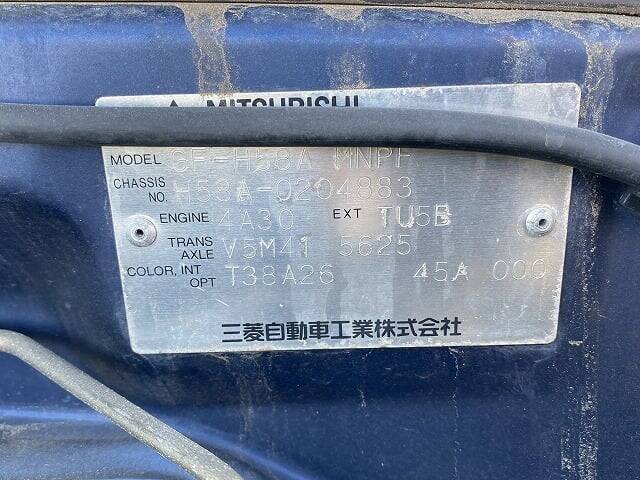 MITSUBISHI
MODEL GF-H58A MNPF
CHASSIS NO. H58A-0204883
ENGINE 4A30 EXT TU5B
TRANS AXLE V5M41 5625
COLOR, INT OPT T38A26 45A 000
三菱自動車工業株式会社